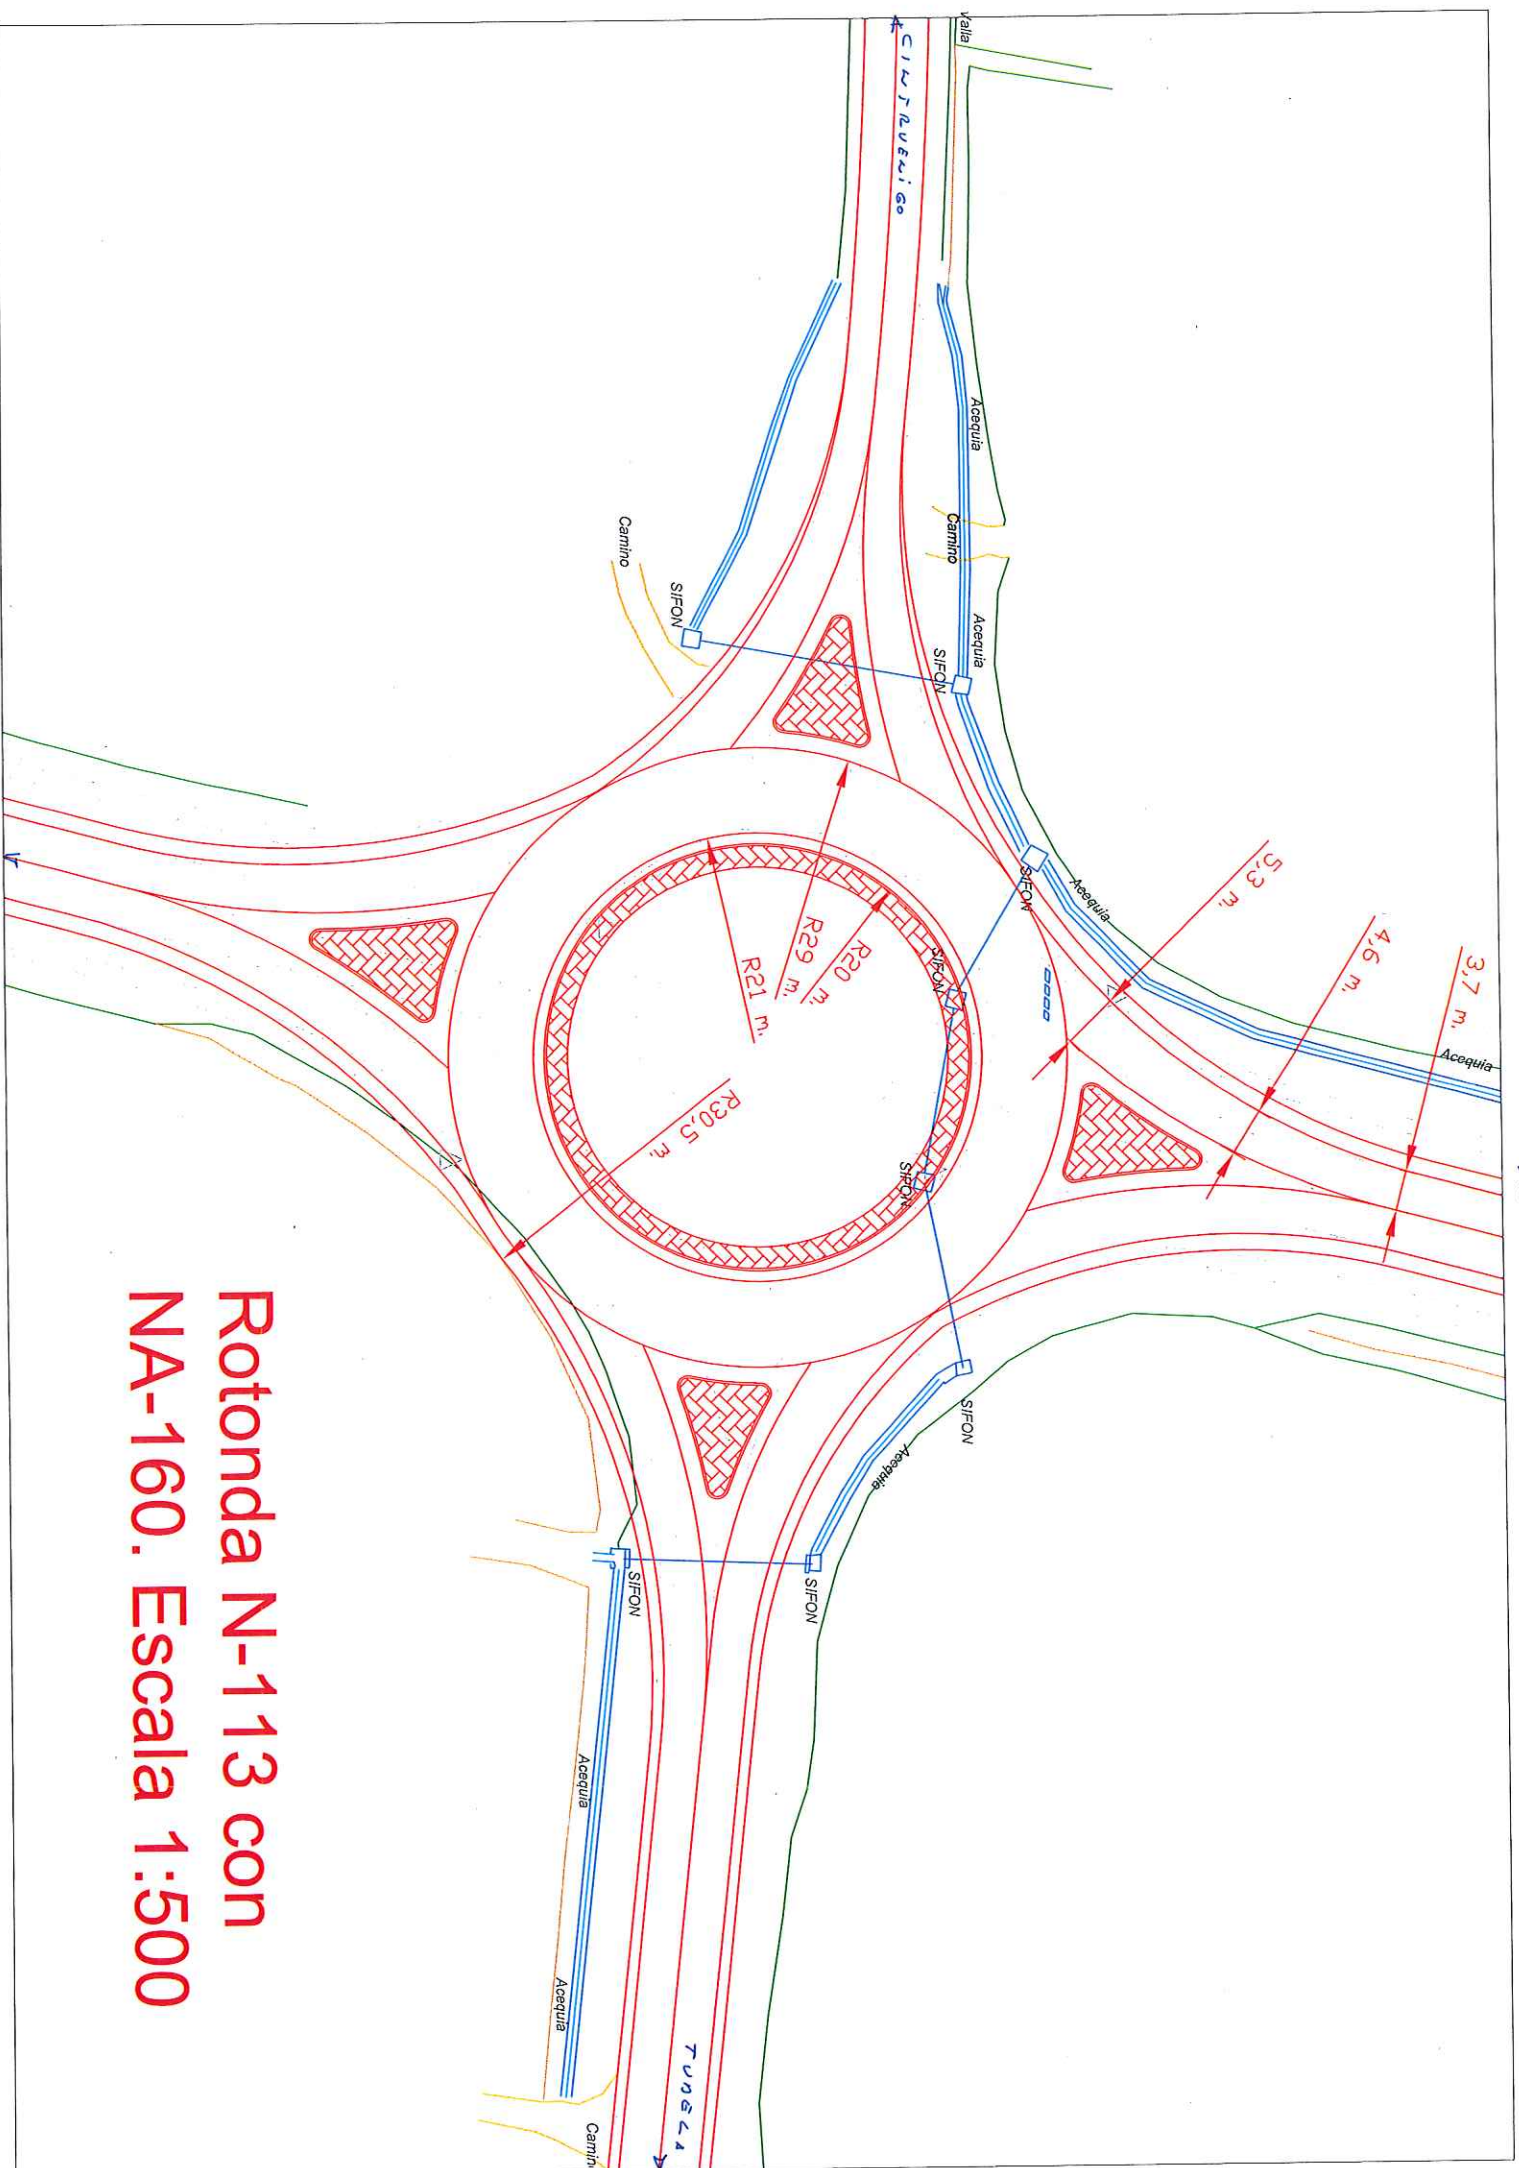 Valla
CINTRUENiGO
Acequia
Camino
Acequia
SIFON
Camino
SIFON
SIFON
Acequia
5,3 m.
4,6 m.
3,7 m.
Acequia
SIFON
R20 m.
R29 m.
R21 m.
R30,5 m.
SIFON
SIFON
Acequia
SIFON
SIFON
Acequia
Acequia
TUDELA
Camin
Rotonda N-113 con
NA-160. Escala 1:500